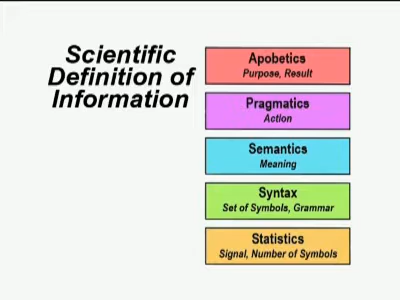 Scientific
Definition of
Information
Apobetics
Purpose, Result
Pragmatics
Action
Semantics
Meaning
Syntax
Set of Symbols, Grammar
Statistics
Signal, Number of Symbols